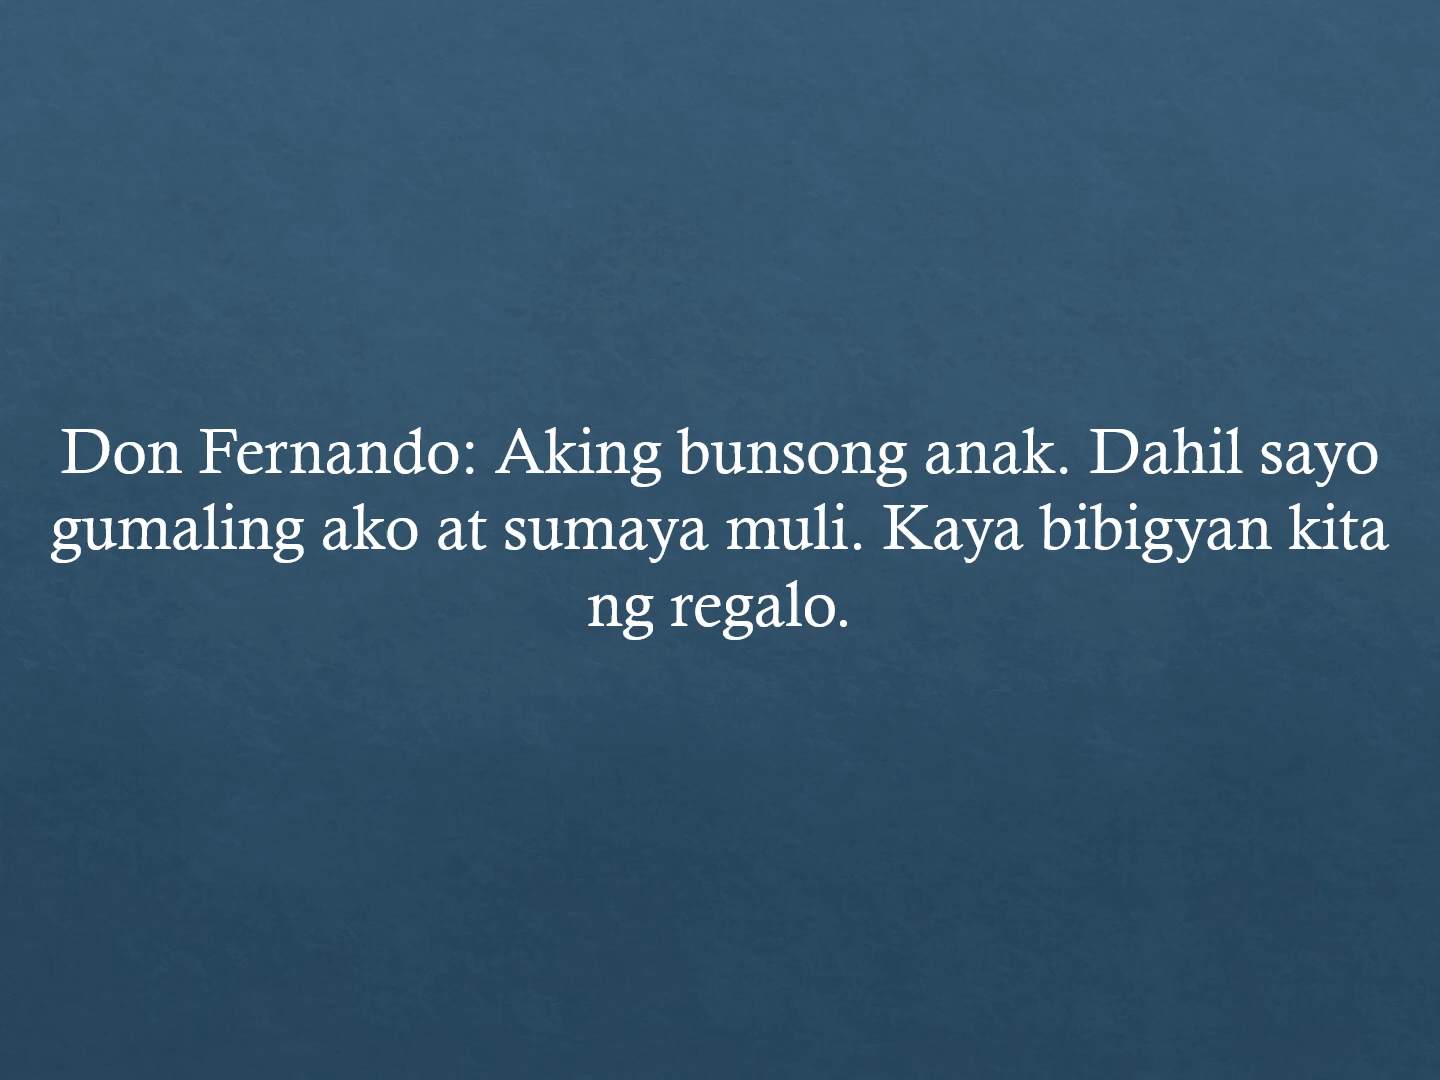 Don Fernando: Aking bunsong anak. Dahil sayo
gumaling ako at sumaya muli. Kaya bibigyan kita
ng regalo.